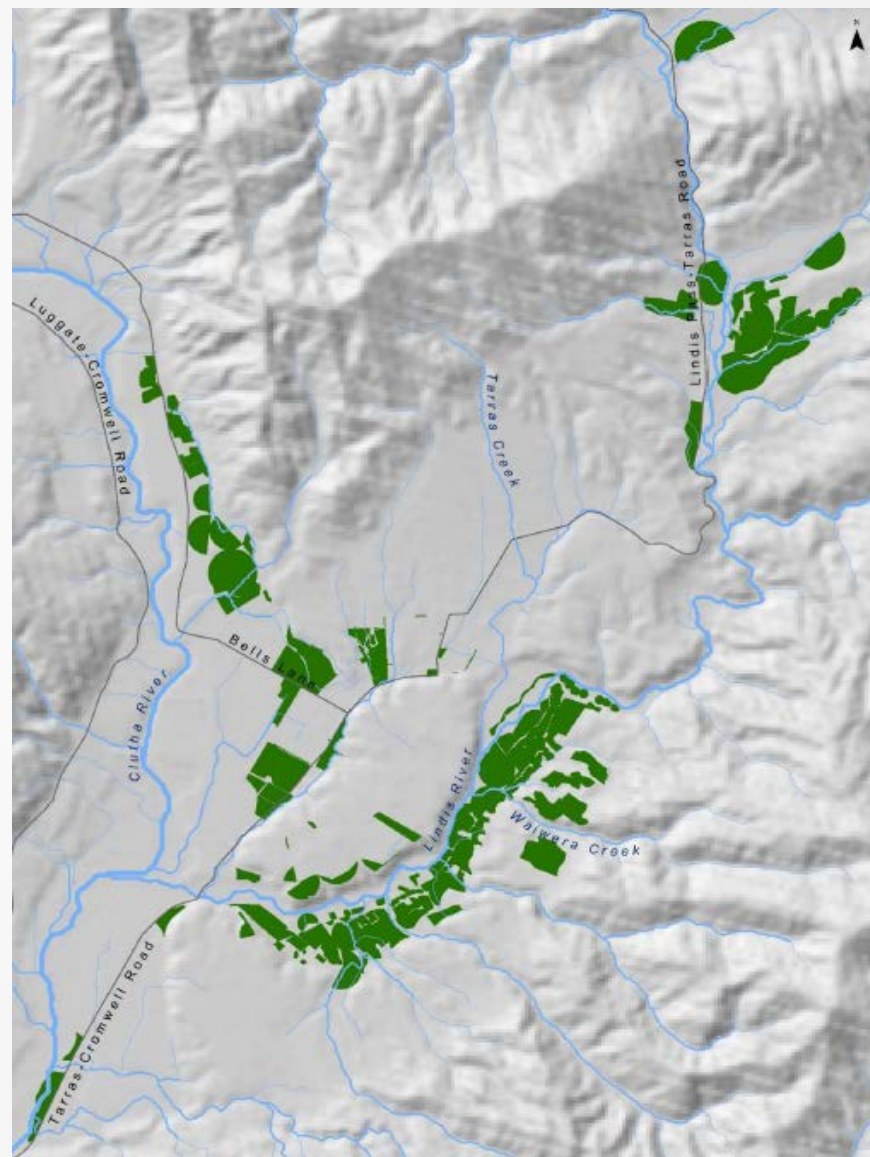 N
Lindis Pass-Tarras Road
Luggate-Cromwell Road
Tarras Creek
Bells Lane
Clutha River
Lindis River
Waiwera Creek
Tarras-Cromwell Road